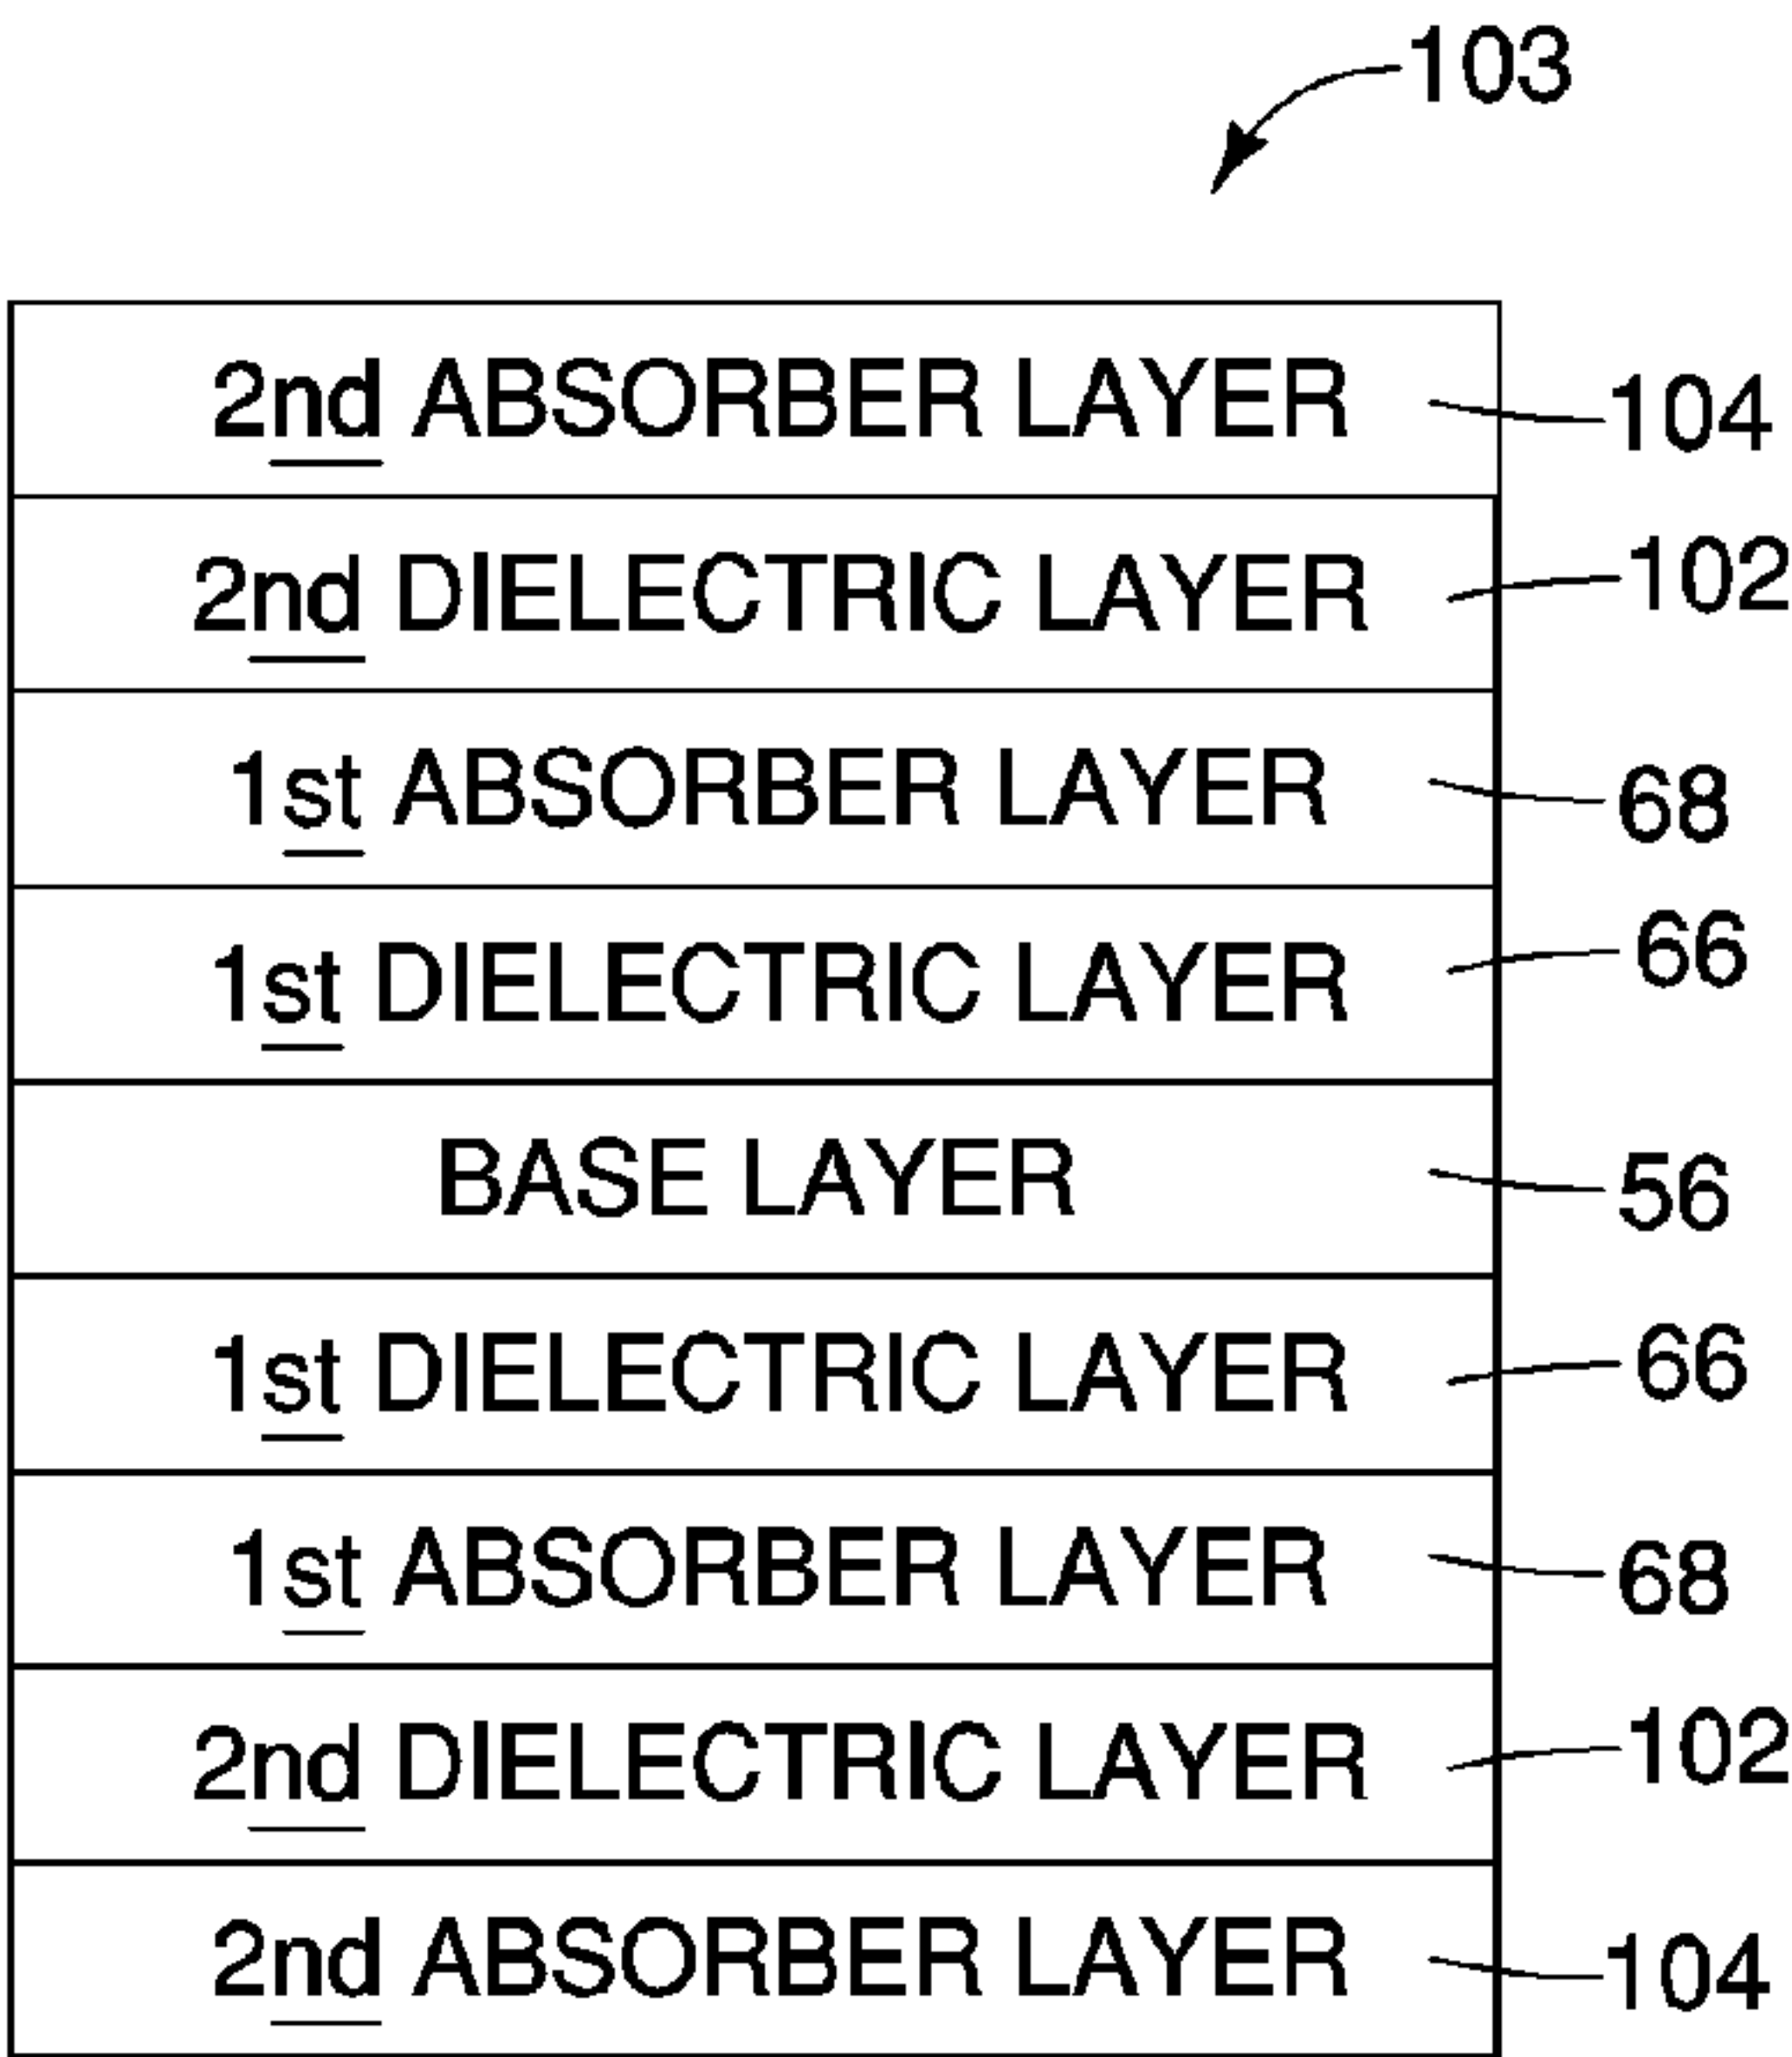 103
2nd ABSORBER LAYER 104
2nd DIELECTRIC LAYER 102
1st ABSORBER LAYER 68
1st DIELECTRIC LAYER 66
BASE LAYER 56
1st DIELECTRIC LAYER 66
1st ABSORBER LAYER 68
2nd DIELECTRIC LAYER 102
2nd ABSORBER LAYER 104